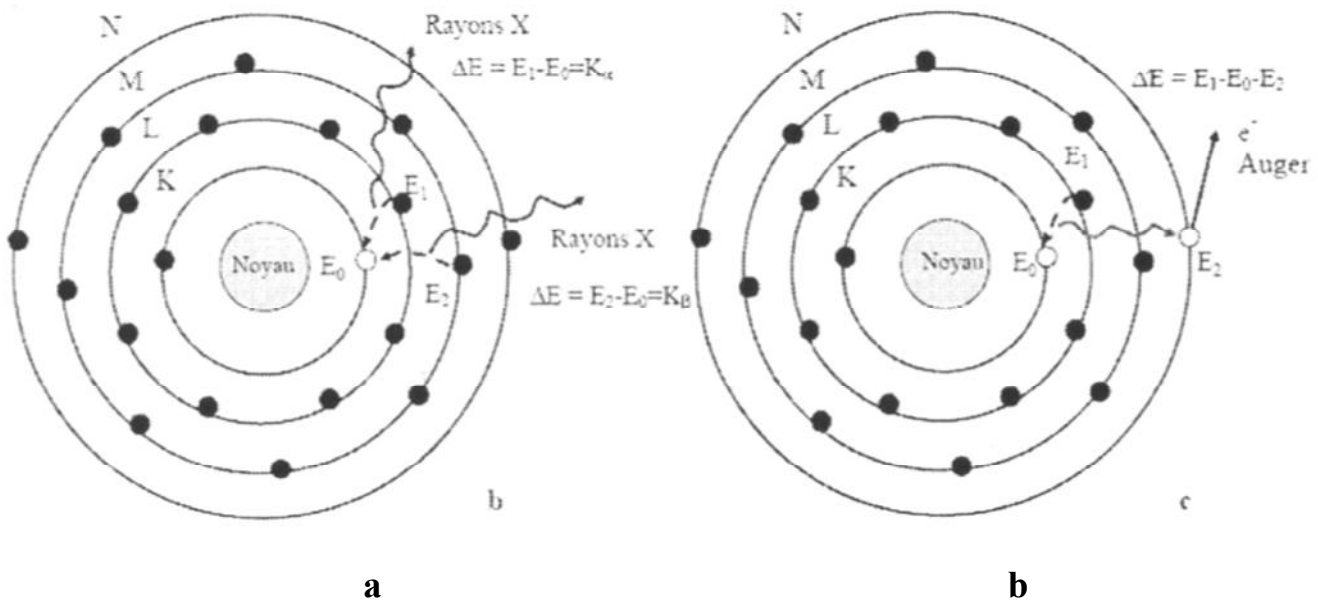 N
Rayons X
ΔE = E₁-E₀=Kα
M
L
K
E₁
Noyau
E₀
Rayons X
E₂
ΔE = E₂-E₀=Kβ
b
N
ΔE = E₁-E₀-E₂
M
L
e⁻
Auger
E₁
K
Noyau
E₀
E₂
c
a
b